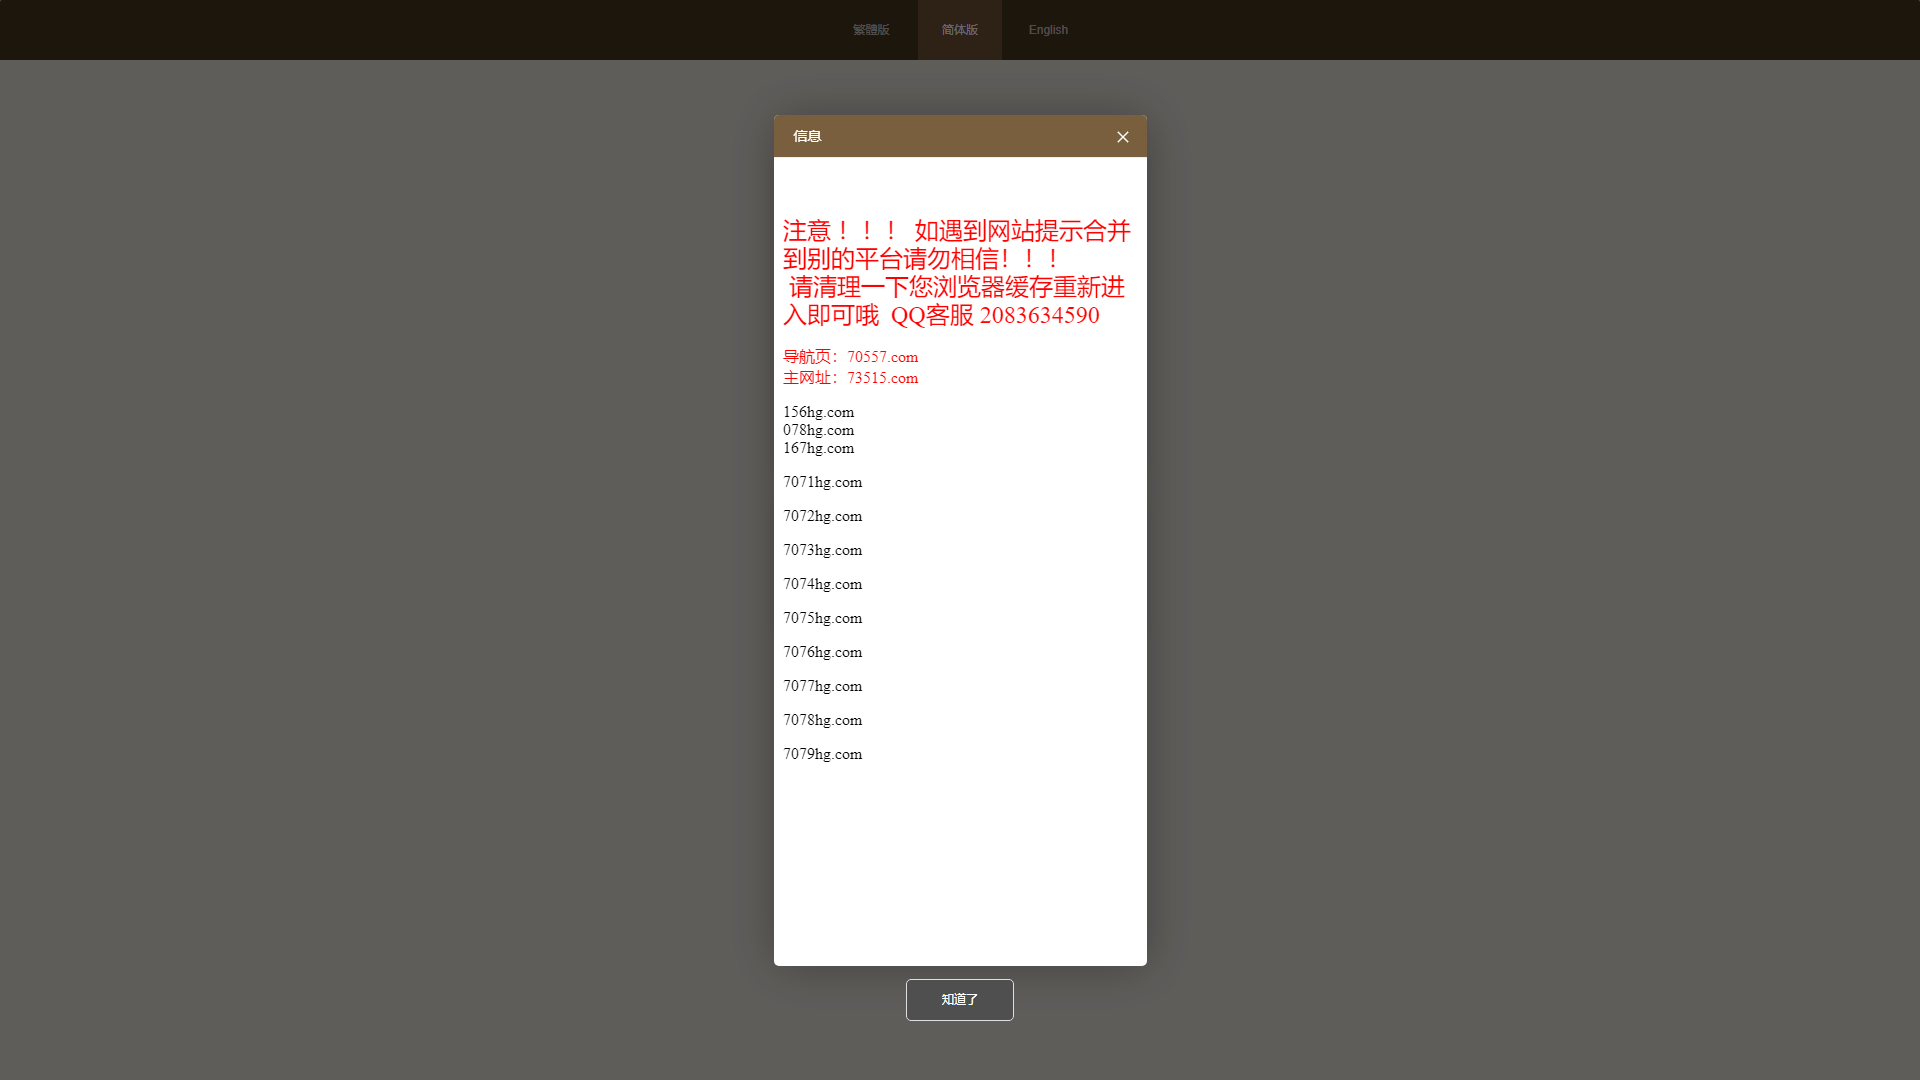 繁體版
简体版
English
信息
注意！！！ 如遇到网站提示合并
到别的平台请勿相信！！！
请清理一下您浏览器缓存重新进
入即可哦 QQ客服 2083634590
导航页：70557.com
主网址：73515.com
156hg.com
078hg.com
167hg.com
7071hg.com
7072hg.com
7073hg.com
7074hg.com
7075hg.com
7076hg.com
7077hg.com
7078hg.com
7079hg.com
知道了